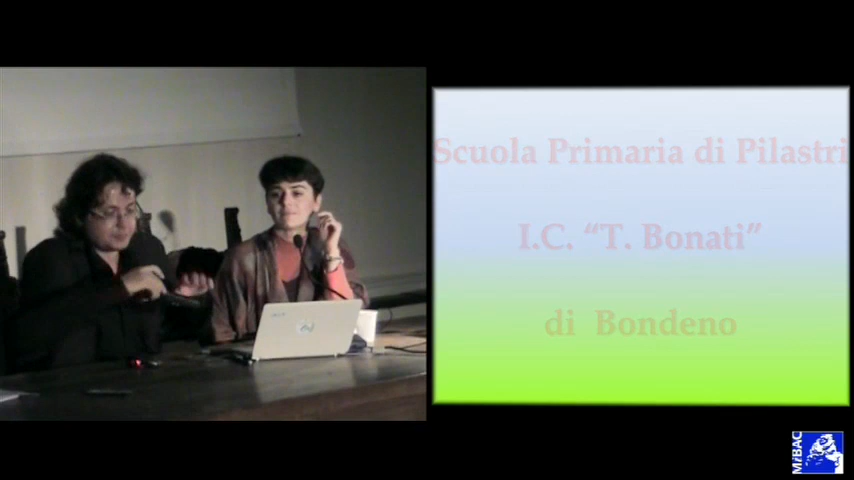 Scuola Primaria di Pilastri
I.C. “T. Bonati”
di Bondeno
MiBAC